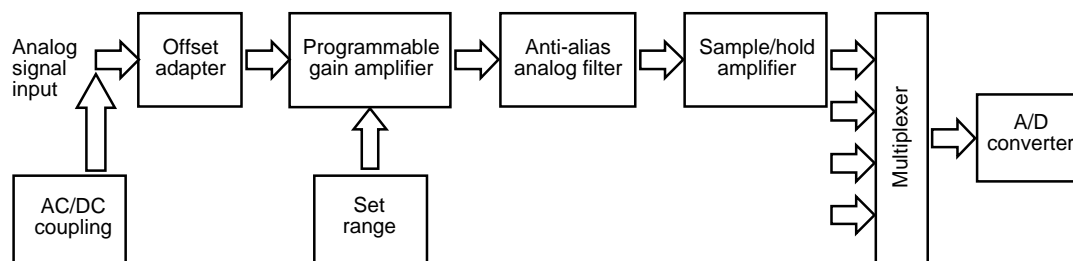 Analog
signal
input
Offset
adapter
Programmable
gain amplifier
Anti-alias
analog filter
Sample/hold
amplifier
Multiplexer
A/D
converter
AC/DC
coupling
Set
range